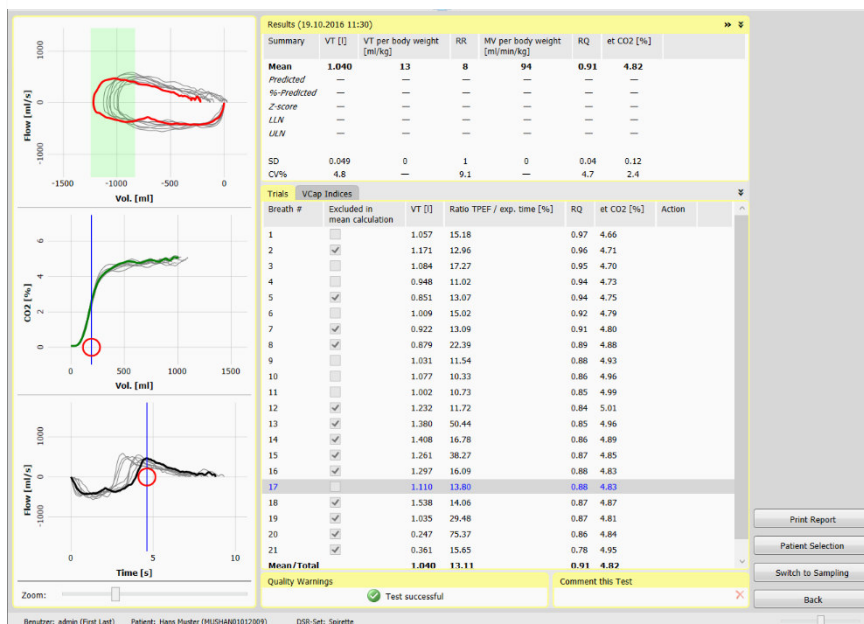 Results (19.10.2016 11:30)
Summary VT [l] VT per body weight [ml/kg] RR MV per body weight [ml/min/kg] RQ et CO2 [%]
Mean 1.040 13 8 94 0.91 4.82
Predicted — — — — — —
%-Predicted — — — — — —
Z-score — — — — — —
LLN — — — — — —
ULN — — — — — —
SD 0.049 0 1 0 0.04 0.12
CV% 4.8 — 9.1 — 4.7 2.4
Trials VCap Indices
Breath # Excluded in mean calculation VT [l] Ratio TPEF / exp. time [%] RQ et CO2 [%] Action
1 1.057 15.18 0.97 4.66
2 1.171 12.96 0.96 4.71
3 1.084 17.27 0.95 4.70
4 0.948 11.02 0.94 4.73
5 0.851 13.07 0.94 4.75
6 1.009 15.02 0.92 4.79
7 0.922 13.09 0.91 4.80
8 0.879 22.39 0.89 4.88
9 1.031 11.54 0.88 4.93
10 1.077 10.33 0.86 4.96
11 1.002 10.73 0.85 4.99
12 1.232 11.72 0.84 5.01
13 1.380 50.44 0.85 4.96
14 1.408 16.78 0.86 4.89
15 1.261 38.27 0.87 4.85
16 1.297 16.09 0.88 4.83
17 1.110 13.80 0.88 4.83
18 1.538 14.06 0.87 4.87
19 1.035 29.48 0.87 4.81
20 0.247 75.37 0.86 4.84
21 0.361 15.65 0.78 4.95
Mean/Total 1.040 13.11 0.91 4.82
Quality Warnings
Test successful
Comment this Test
Flow [ml/s]
1000
0
-1000
-1500 -1000 -500 0
Vol. [ml]
CO2 [%]
6
4
2
0
0 500 1000 1500
Vol. [ml]
Flow [ml/s]
1000
0
-1000
0 5 10
Time [s]
Zoom:
Print Report
Patient Selection
Switch to Sampling
Back
Benutzer: admin (First Last) Patient: Hans Muster (MUSHAN01012009) DSR-Set: Spirette